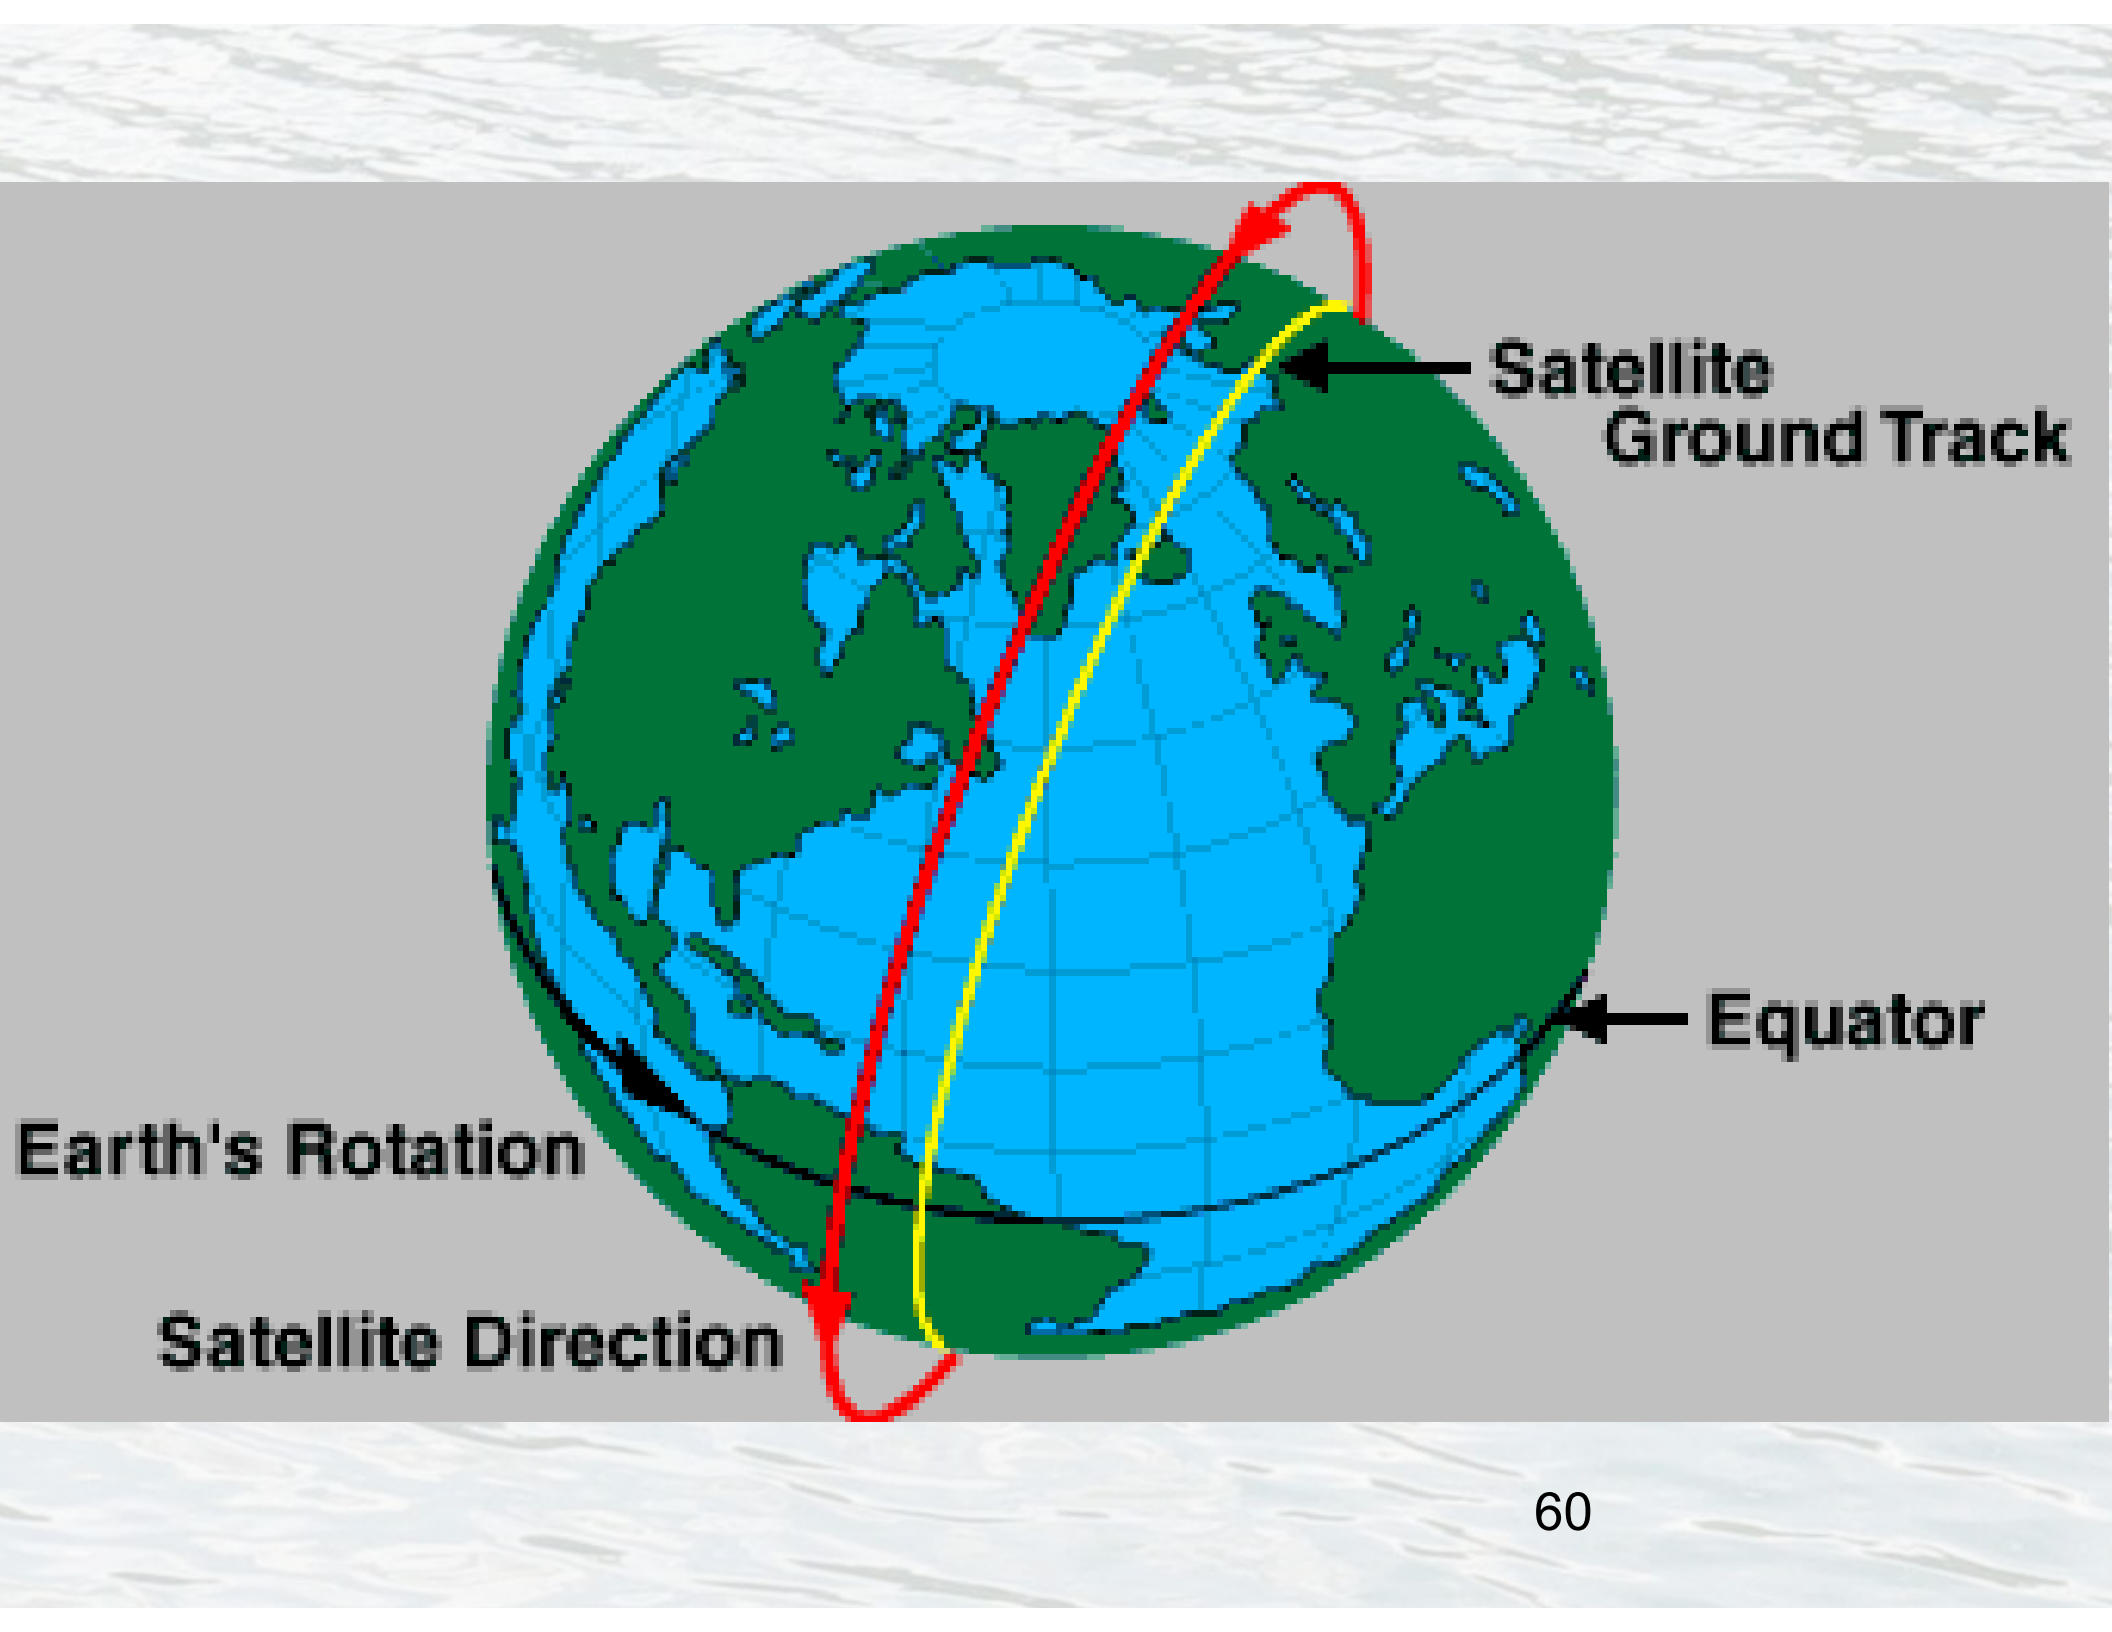 Satellite
Ground Track
Equator
Earth's Rotation
Satellite Direction
60